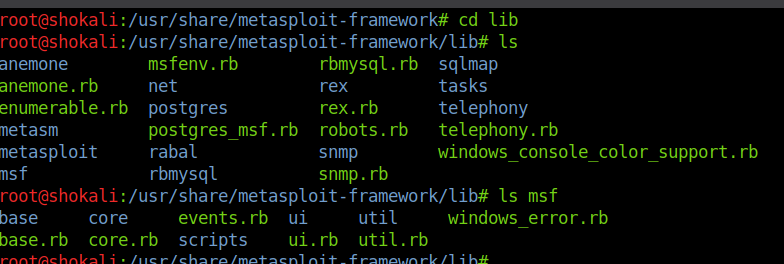 root@shokali:/usr/share/metasploit-framework# cd lib
root@shokali:/usr/share/metasploit-framework/lib# ls
anemone msfenv.rb rbmysql.rb sqlmap
anemone.rb net rex tasks
enumerable.rb postgres rex.rb telephony
metasm postgres_msf.rb robots.rb telephony.rb
metasploit rabal snmp windows_console_color_support.rb
msf rbmysql snmp.rb
root@shokali:/usr/share/metasploit-framework/lib# ls msf
base core events.rb ui util windows_error.rb
base.rb core.rb scripts ui.rb util.rb
root@shokali:/usr/share/metasploit-framework/lib#